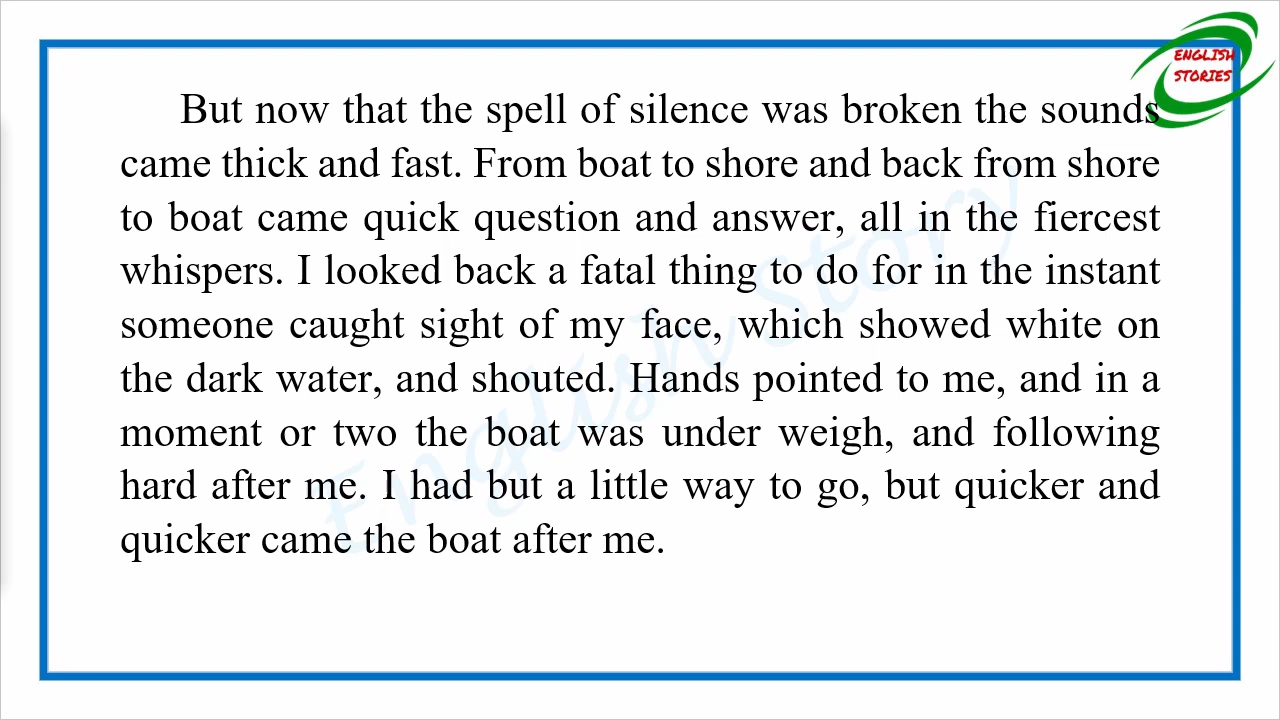 ENGLISH
STORIES
But now that the spell of silence was broken the sounds
came thick and fast. From boat to shore and back from shore
to boat came quick question and answer, all in the fiercest
whispers. I looked back a fatal thing to do for in the instant
someone caught sight of my face, which showed white on
the dark water, and shouted. Hands pointed to me, and in a
moment or two the boat was under weigh, and following
hard after me. I had but a little way to go, but quicker and
quicker came the boat after me.
English Story